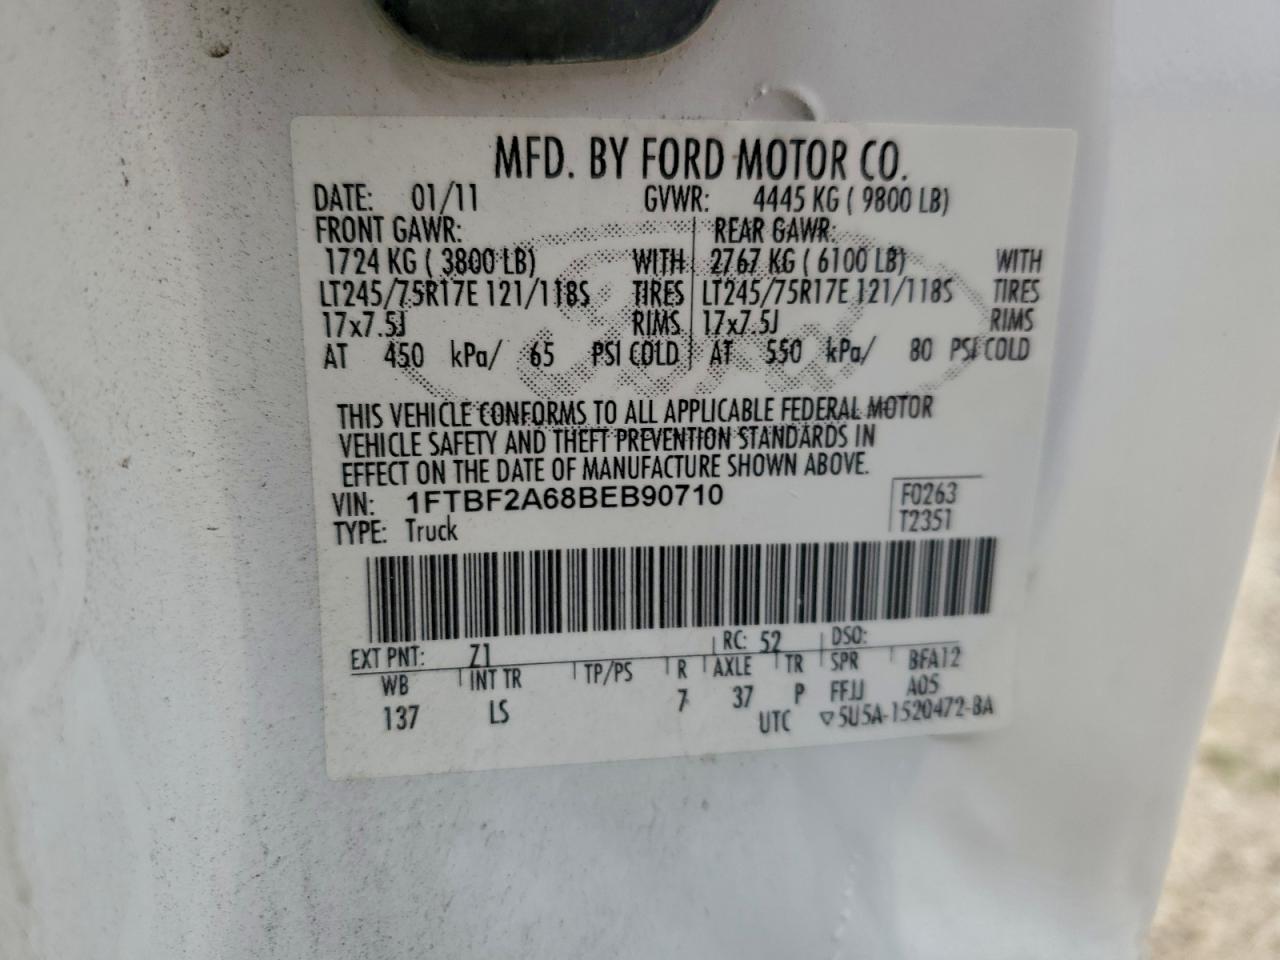 MFD. BY FORD MOTOR CO.
DATE: 01/11 GVWR: 4445 KG ( 9800 LB)
FRONT GAWR: REAR GAWR:
1724 KG ( 3800 LB) WITH 2767 KG ( 6100 LB) WITH
LT245/75R17E 121/118S TIRES LT245/75R17E 121/118S TIRES
17x7.5J RIMS 17x7.5J RIMS
AT 450 kPa/ 65 PSI COLD AT 550 kPa/ 80 PSI COLD
THIS VEHICLE CONFORMS TO ALL APPLICABLE FEDERAL MOTOR
VEHICLE SAFETY AND THEFT PREVENTION STANDARDS IN
EFFECT ON THE DATE OF MANUFACTURE SHOWN ABOVE.
VIN: 1FTBF2A68BEB90710 F0263
TYPE: Truck T2351
EXT PNT: Z1 RC: 52 DSO:
WB INT TR TP/PS R AXLE TR SPR BFA12
137 LS 7 37 P FFJJ A05
UTC ▽5U5A-1520472-BA